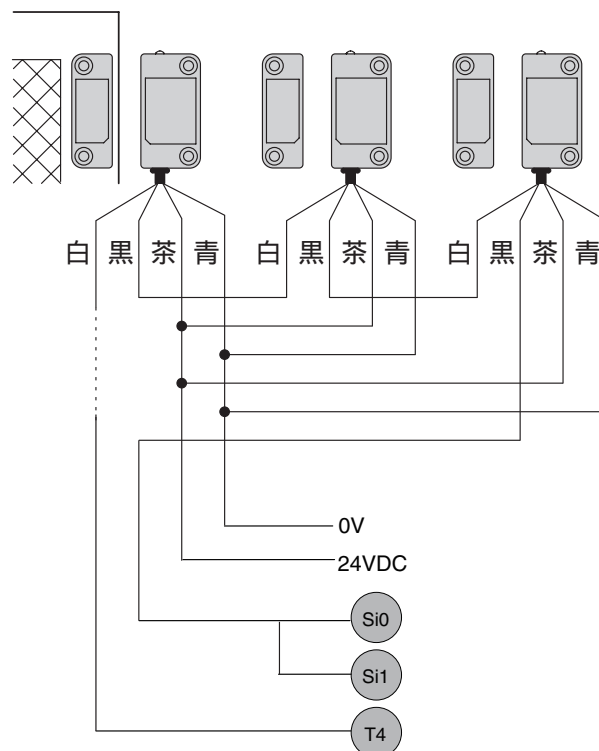 白 黒 茶 青 白 黒 茶 青 白 黒 茶 青
0V
24VDC
Si0
Si1
T4